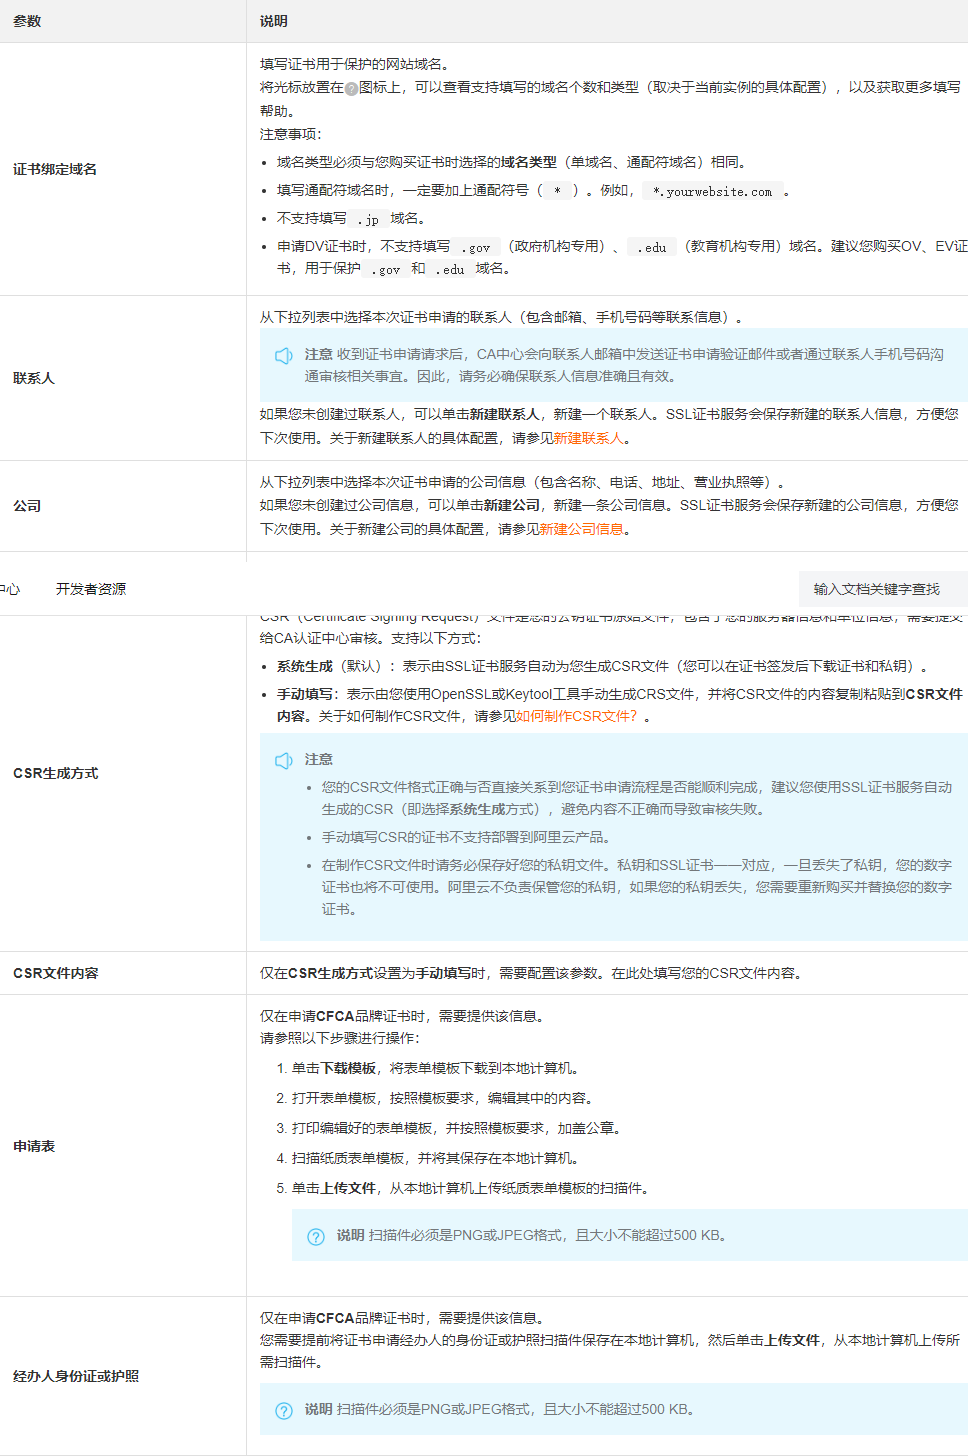 参数
说明
证书绑定域名
填写证书用于保护的网站域名。
将光标放置在?图标上，可以查看支持填写的域名个数和类型（取决于当前实例的具体配置），以及获取更多填写
帮助。
注意事项：
• 域名类型必须与您购买证书时选择的域名类型（单域名、通配符域名）相同。
• 填写通配符域名时，一定要加上通配符号（ * ）。例如， *.yourwebsite.com 。
• 不支持填写 .jp 域名。
• 申请DV证书时，不支持填写 .gov （政府机构专用）、 .edu （教育机构专用）域名。建议您购买OV、EV证
书，用于保护 .gov 和 .edu 域名。
联系人
从下拉列表中选择本次证书申请的联系人（包含邮箱、手机号码等联系信息）。
注意 收到证书申请请求后，CA中心会向联系人邮箱中发送证书申请验证邮件或者通过联系人手机号码沟
通审核相关事宜。因此，请务必确保联系人信息准确且有效。
如果您未创建过联系人，可以单击新建联系人，新建一个联系人。SSL证书服务会保存新建的联系人信息，方便您
下次使用。关于新建联系人的具体配置，请参见新建联系人。
公司
从下拉列表中选择本次证书申请的公司信息（包含名称、电话、地址、营业执照等）。
如果您未创建过公司信息，可以单击新建公司，新建一条公司信息。SSL证书服务会保存新建的公司信息，方便您
下次使用。关于新建公司的具体配置，请参见新建公司信息。
中心 开发者资源 输入文档关键字查找
CSR（Certificate Signing Request）文件是您的公钥证书原始文件，包含了您的服务器信息和单位信息，需要提交
给CA认证中心审核。支持以下方式：
• 系统生成（默认）：表示由SSL证书服务自动为您生成CSR文件（您可以在证书签发后下载证书和私钥）。
• 手动填写：表示由您使用OpenSSL或Keytool工具手动生成CRS文件，并将CSR文件的内容复制粘贴到CSR文件
内容。关于如何制作CSR文件，请参见如何制作CSR文件？。
CSR生成方式
注意
• 您的CSR文件格式正确与否直接关系到您证书申请流程是否能顺利完成，建议您使用SSL证书服务自动
生成的CSR（即选择系统生成方式），避免内容不正确而导致审核失败。
• 手动填写CSR的证书不支持部署到阿里云产品。
• 在制作CSR文件时请务必保存好您的私钥文件。私钥和SSL证书一一对应，一旦丢失了私钥，您的数字
证书也将不可使用。阿里云不负责保管您的私钥，如果您的私钥丢失，您需要重新购买并替换您的数字
证书。
CSR文件内容
仅在CSR生成方式设置为手动填写时，需要配置该参数。在此处填写您的CSR文件内容。
申请表
仅在申请CFCA品牌证书时，需要提供该信息。
请参照以下步骤进行操作：
1. 单击下载模板，将表单模板下载到本地计算机。
2. 打开表单模板，按照模板要求，编辑其中的内容。
3. 打印编辑好的表单模板，并按照模板要求，加盖公章。
4. 扫描纸质表单模板，并将其保存在本地计算机。
5. 单击上传文件，从本地计算机上传纸质表单模板的扫描件。
说明 扫描件必须是PNG或JPEG格式，且大小不能超过500 KB。
经办人身份证或护照
仅在申请CFCA品牌证书时，需要提供该信息。
您需要提前将证书申请经办人的身份证或护照扫描件保存在本地计算机，然后单击上传文件，从本地计算机上传所
需扫描件。
说明 扫描件必须是PNG或JPEG格式，且大小不能超过500 KB。